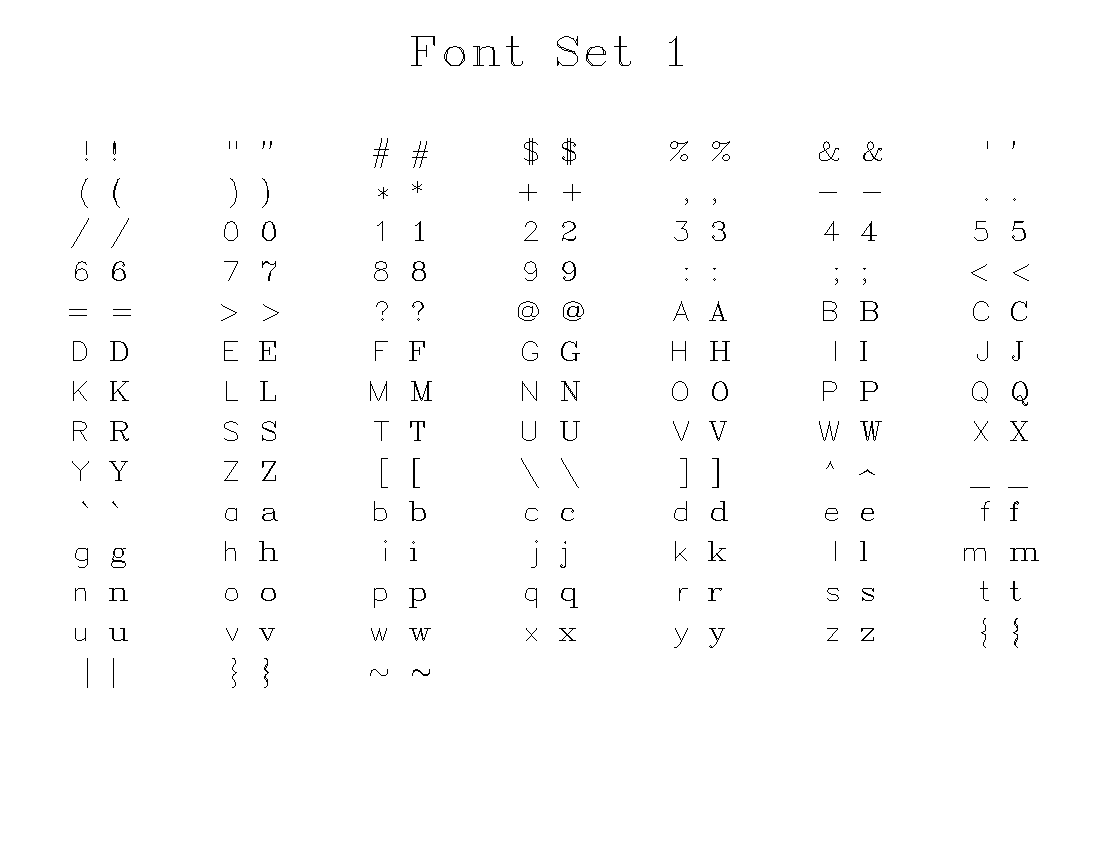 Font Set 1
! ! " " # # $ $ % % & & ' '
( ( ) ) * * + + , , − − . .
/ / 0 0 1 1 2 2 3 3 4 4 5 5
6 6 7 7 8 8 9 9 : : ; ; < <
= = > > ? ? @ @ A A B B C C
D D E E F F G G H H I I J J
K K L L M M N N O O P P Q Q
R R S S T T U U V V W W X X
Y Y Z Z [ [ \ \ ] ] ^ ^ _ _
` ` a a b b c c d d e e f f
g g h h i i j j k k l l m m
n n o o p p q q r r s s t t
u u v v w w x x y y z z { {
| | } } ~ ~